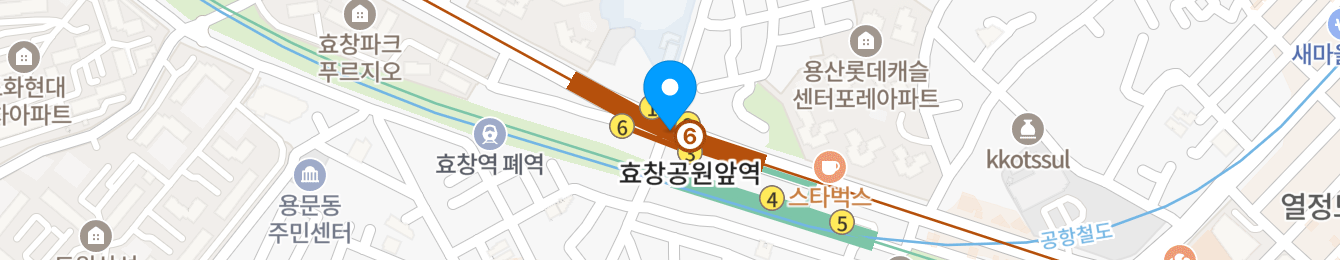 효창파크
푸르지오
용산롯데캐슬
센터포레아파트
새마을
화현대
아파트
1
6
6
3
효창역 폐역
효창공원앞역
kkotssul
용문동
주민센터
4
스타벅스
5
열정도
공항철도